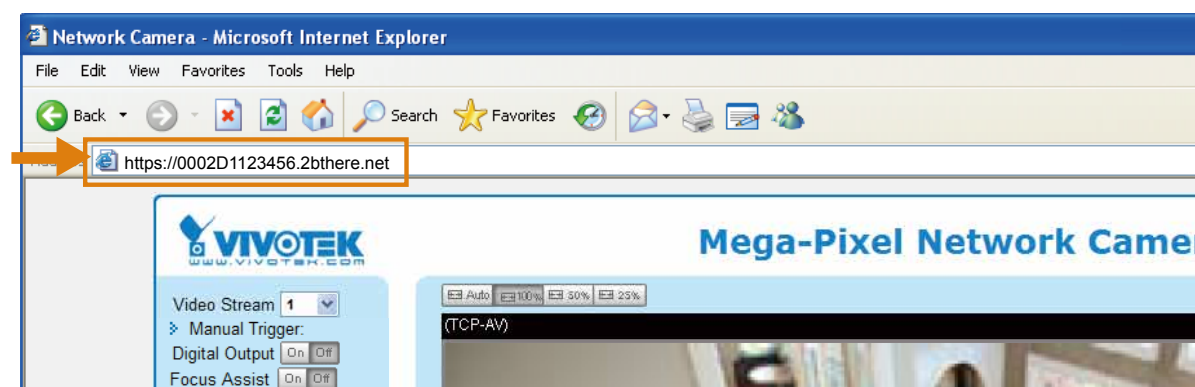 Network Camera - Microsoft Internet Explorer
File Edit View Favorites Tools Help
Back Search Favorites
https://0002D1123456.2bthere.net
VIVOTEK
www.vivotek.com
Mega-Pixel Network Camer
Auto 100% 50% 25%
Video Stream 1
(TCP-AV)
Manual Trigger:
Digital Output On Off
Focus Assist On Off